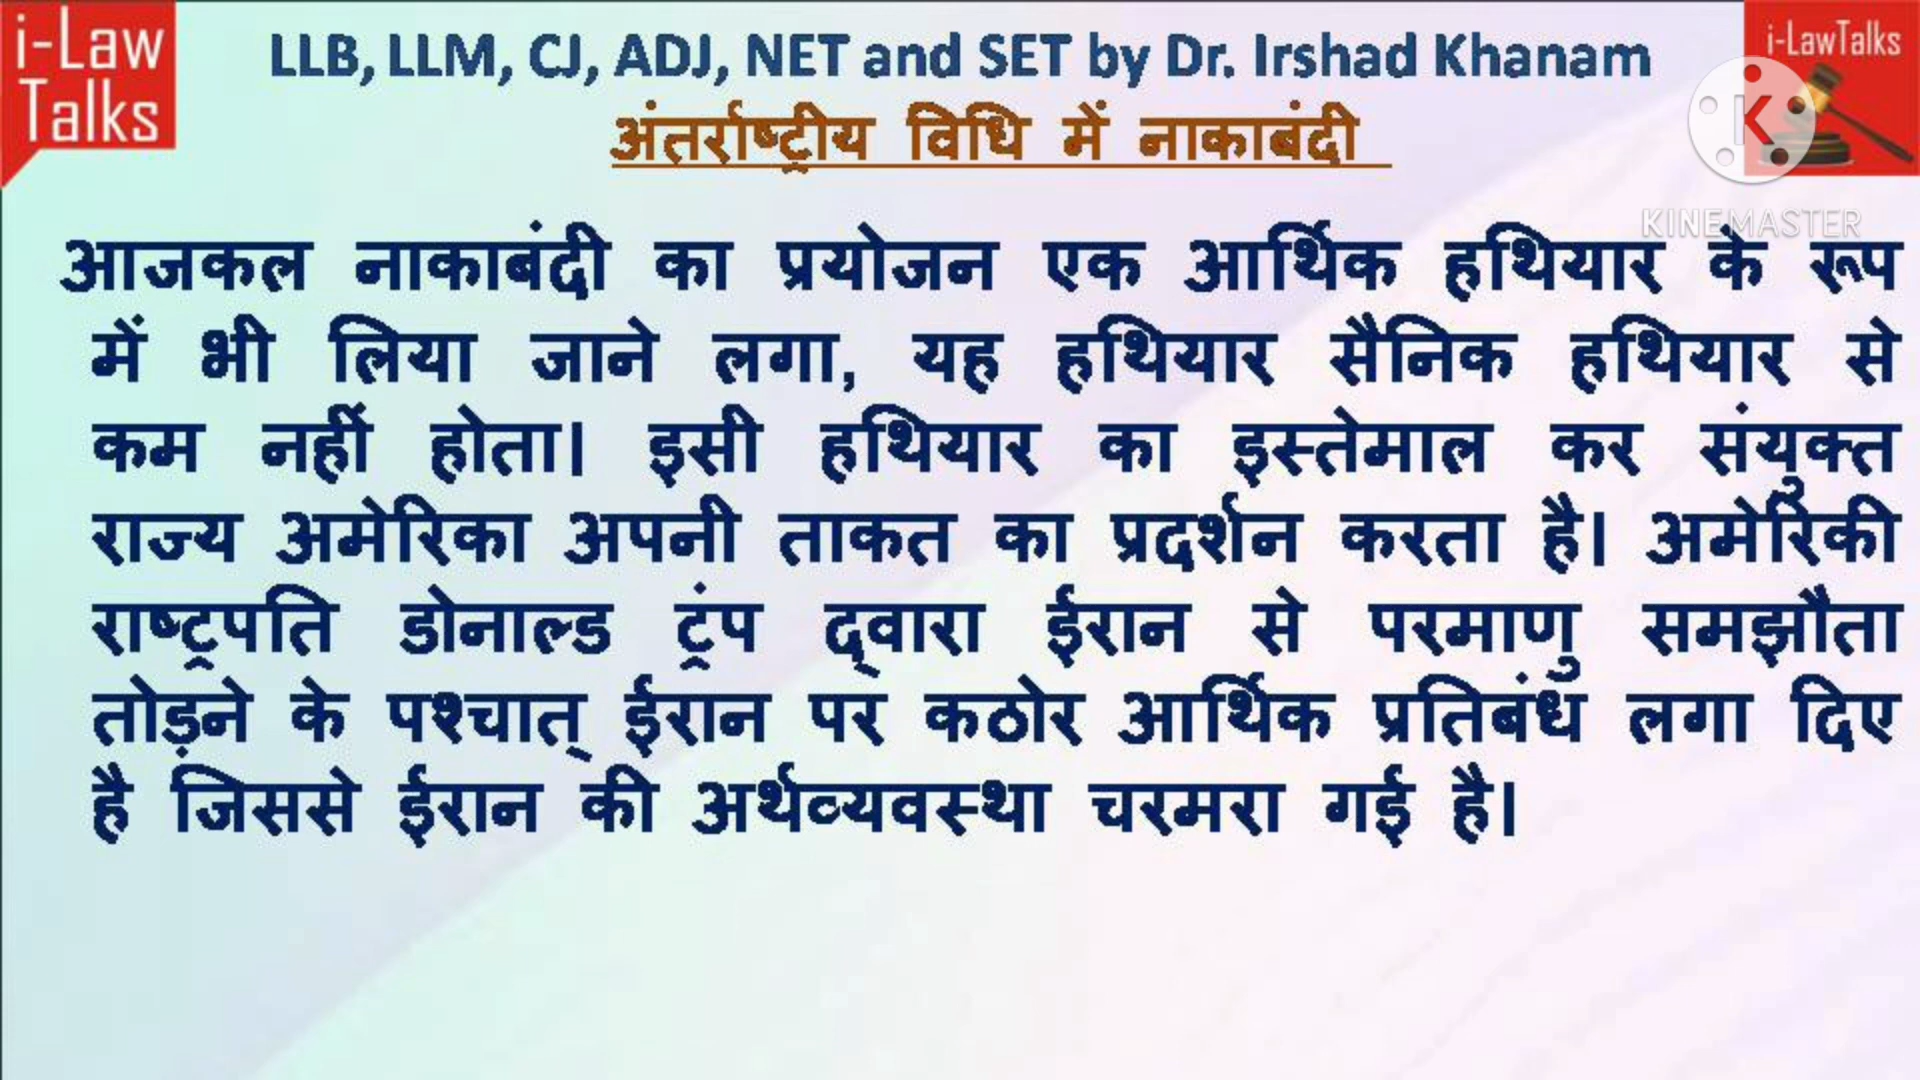 i-Law
Talks
LLB, LLM, CJ, ADJ, NET and SET by Dr. Irshad Khanam
i-LawTalks
अंतर्राष्ट्रीय विधि में नाकाबंदी
K
KINEMASTER
आजकल नाकाबंदी का प्रयोजन एक आर्थिक हथियार के रूप
में भी लिया जाने लगा, यह हथियार सैनिक हथियार से
कम नहीं होता। इसी हथियार का इस्तेमाल कर संयुक्त
राज्य अमेरिका अपनी ताकत का प्रदर्शन करता है। अमेरिकी
राष्ट्रपति डोनाल्ड ट्रंप द्वारा ईरान से परमाणु समझौता
तोड़ने के पश्चात् ईरान पर कठोर आर्थिक प्रतिबंध लगा दिए
है जिससे ईरान की अर्थव्यवस्था चरमरा गई है।